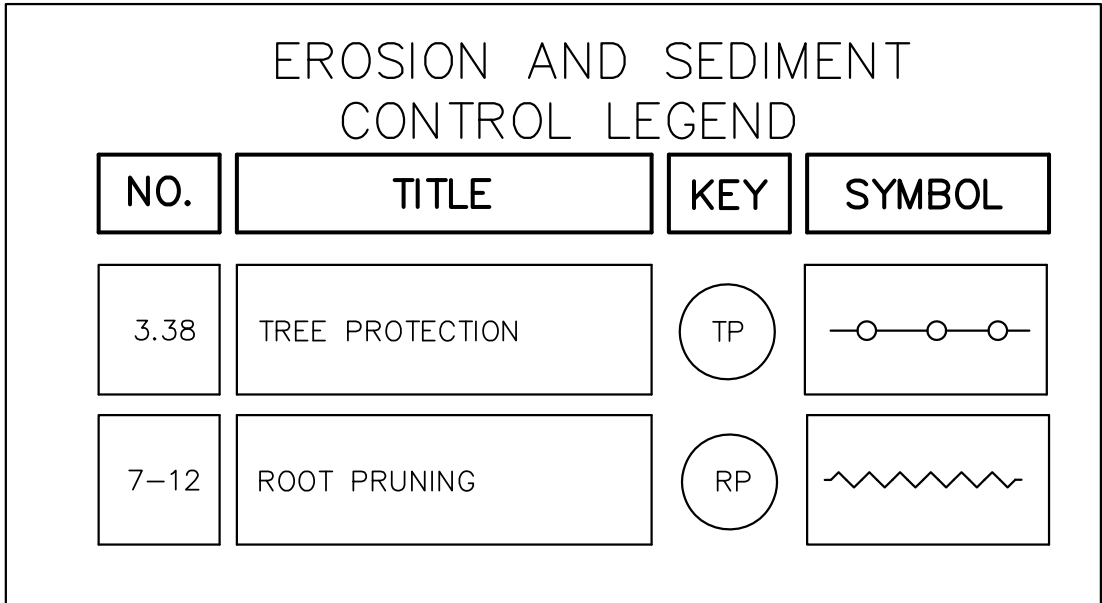 EROSION AND SEDIMENT
CONTROL LEGEND
NO. TITLE KEY SYMBOL
3.38 TREE PROTECTION TP
7-12 ROOT PRUNING RP